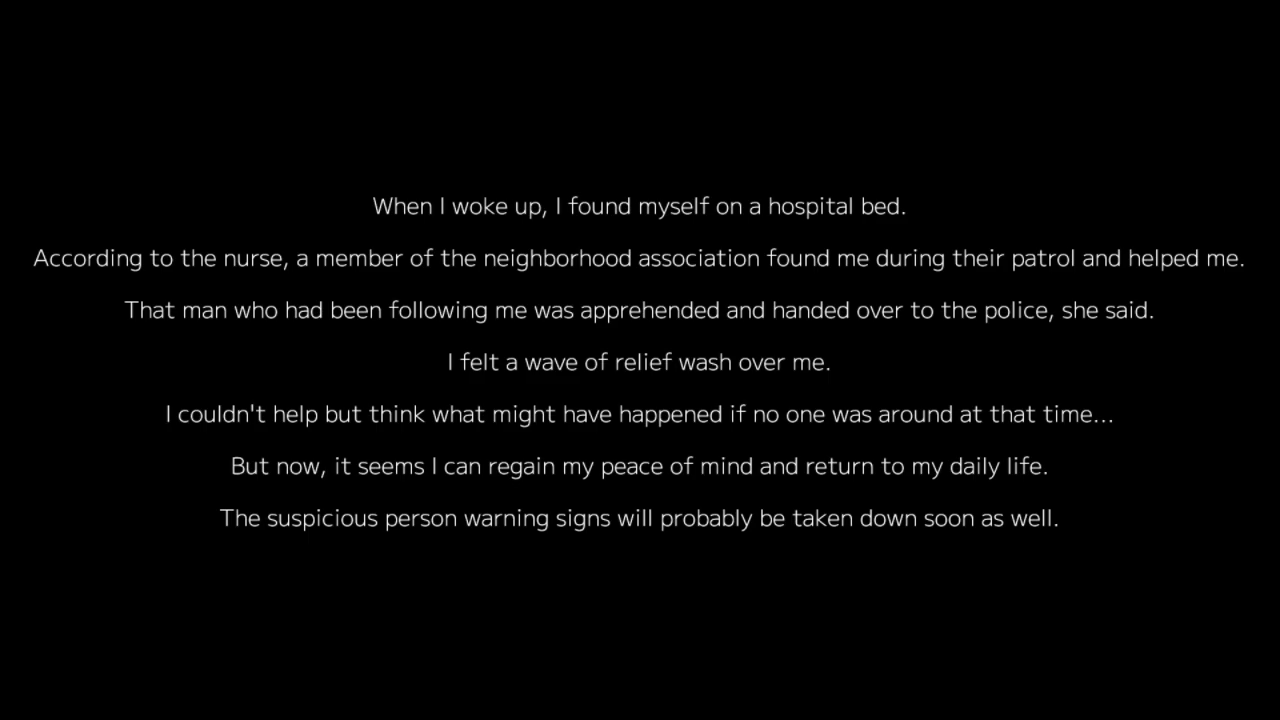 When I woke up, I found myself on a hospital bed.
According to the nurse, a member of the neighborhood association found me during their patrol and helped me.
That man who had been following me was apprehended and handed over to the police, she said.
I felt a wave of relief wash over me.
I couldn't help but think what might have happened if no one was around at that time...
But now, it seems I can regain my peace of mind and return to my daily life.
The suspicious person warning signs will probably be taken down soon as well.